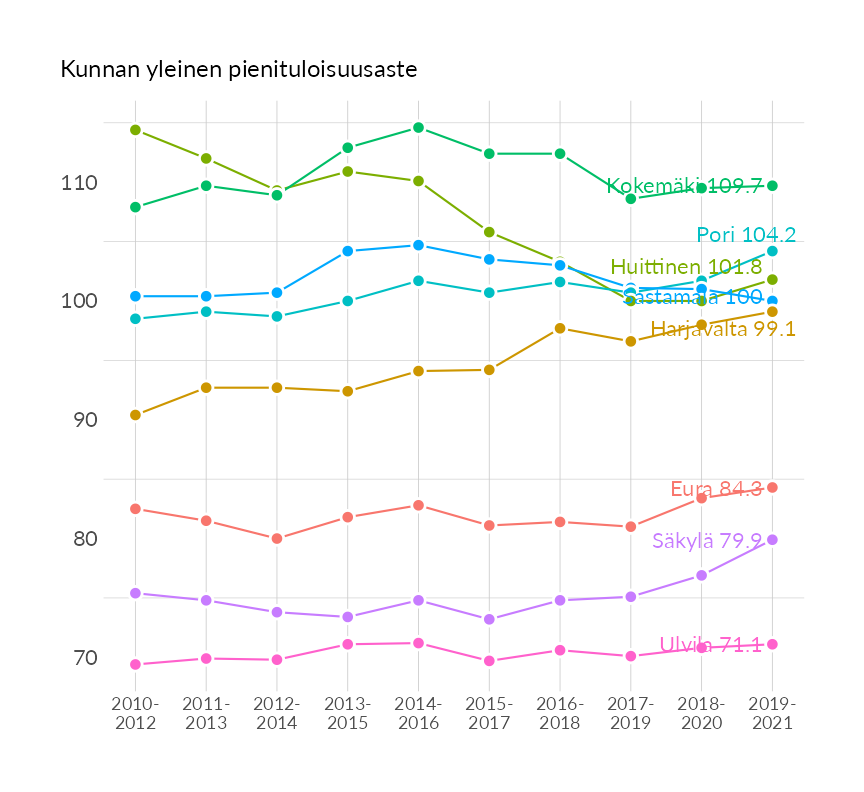 Kunnan yleinen pienituloisuusaste
110
100
90
80
70
Kokemäki 109.7
Pori 104.2
Huittinen 101.8
Sastamala 100
Harjavalta 99.1
Eura 84.3
Säkylä 79.9
Ulvila 71.1
2010- 2011- 2012- 2013- 2014- 2015- 2016- 2017- 2018- 2019-
2012 2013 2014 2015 2016 2017 2018 2019 2020 2021